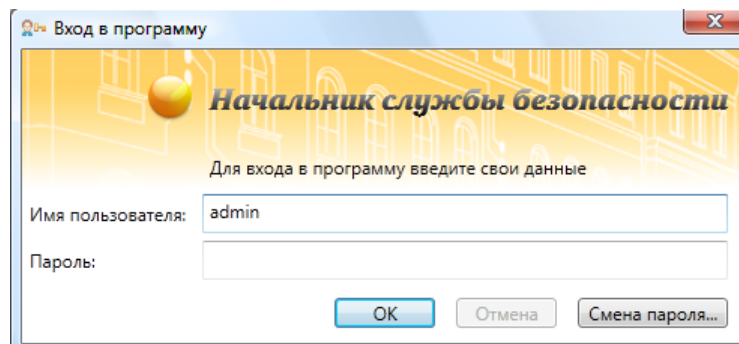 Вход в программу
Начальник службы безопасности
Для входа в программу введите свои данные
Имя пользователя: admin
Пароль:
OK Отмена Смена пароля...